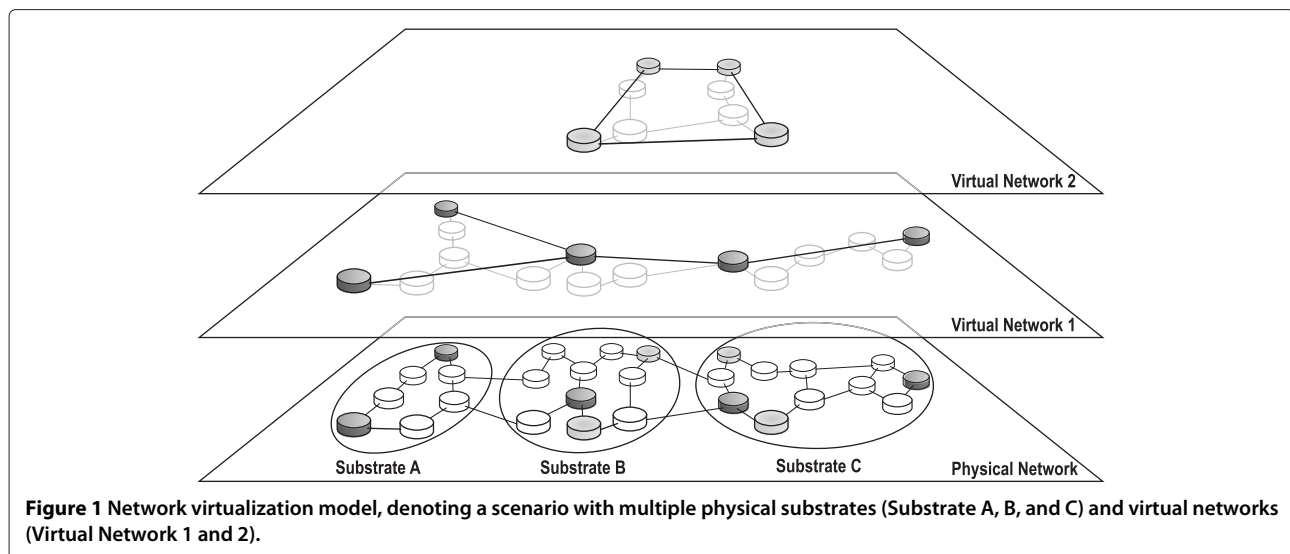 Virtual Network 2
Virtual Network 1
Substrate A
Substrate B
Substrate C
Physical Network
Figure 1 Network virtualization model, denoting a scenario with multiple physical substrates (Substrate A, B, and C) and virtual networks
(Virtual Network 1 and 2).